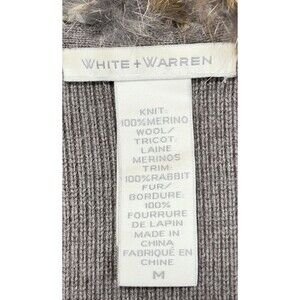 WHITE + WARREN
KNIT:
100%MERINO
WOOL/
TRICOT:
LAINE
MERINOS
TRIM:
100%RABBIT
FUR/
BORDURE:
100%
FOURRURE
DE LAPIN
MADE IN
CHINA
FABRIQUÉ EN
CHINE
M